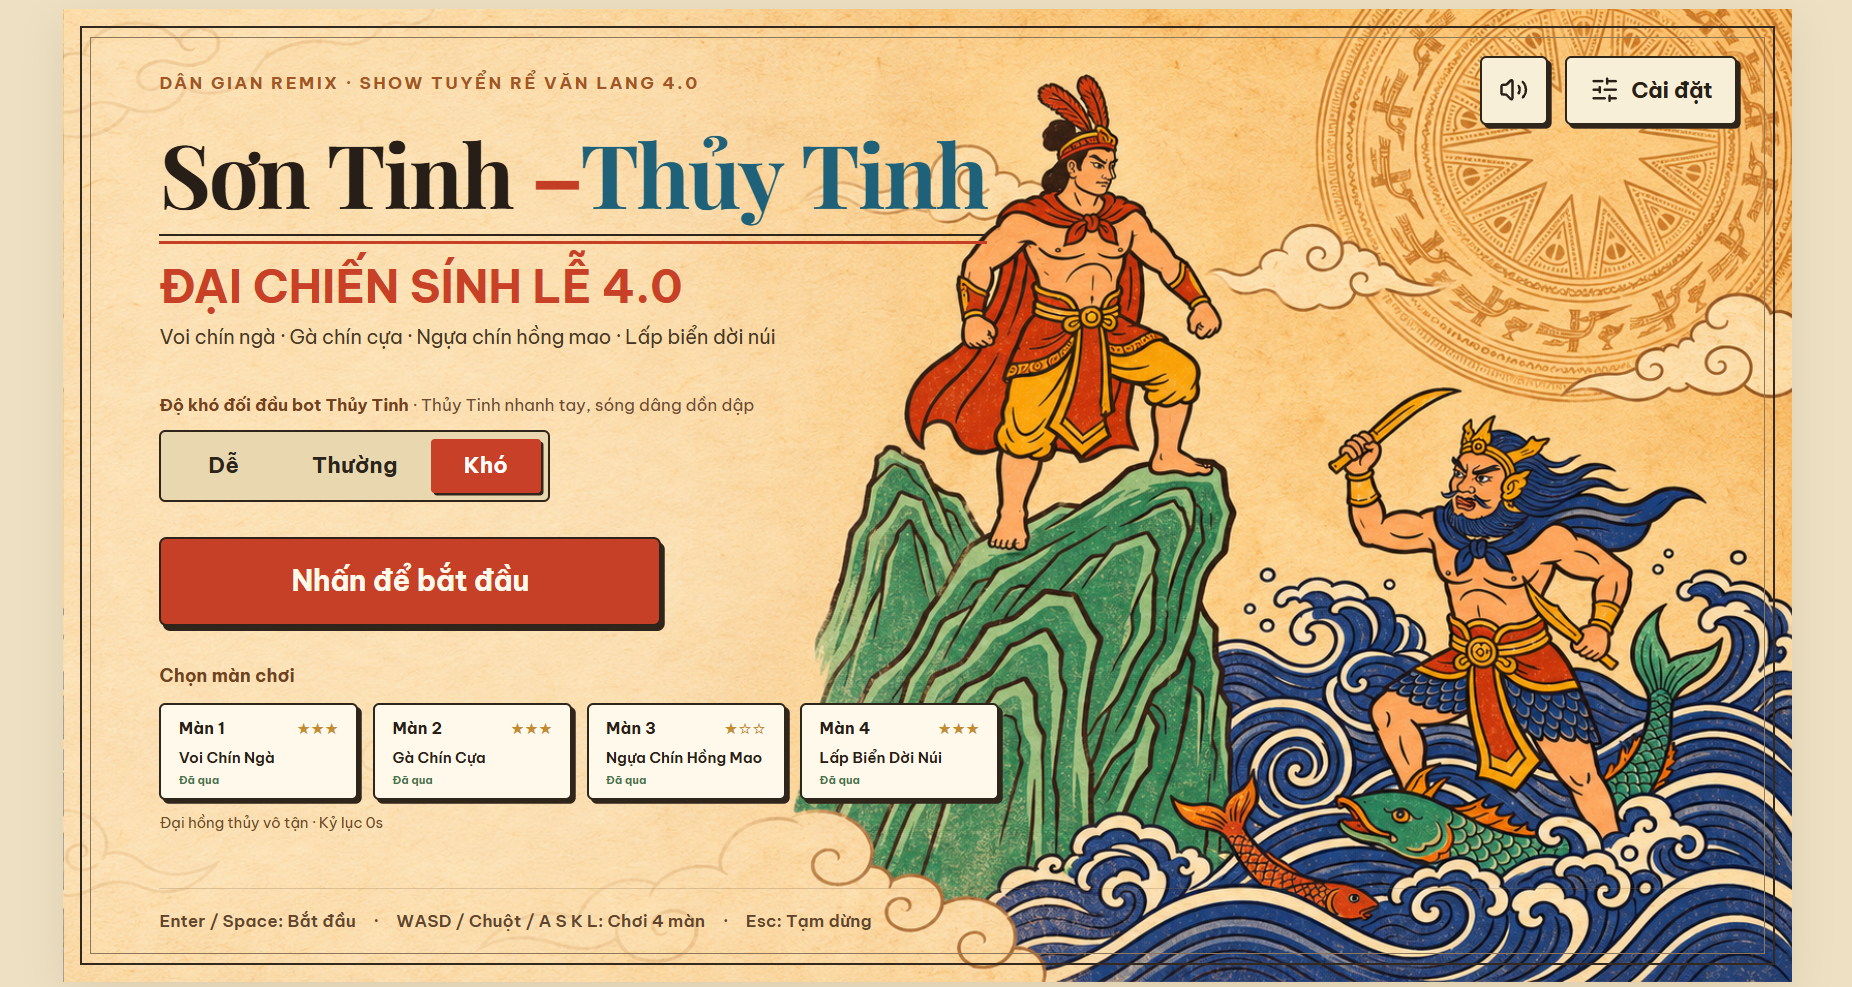 DÂN GIAN REMIX · SHOW TUYỂN RỂ VĂN LANG 4.0
Cài đặt
Sơn Tinh –Thủy Tinh
ĐẠI CHIẾN SÍNH LỄ 4.0
Voi chín ngà · Gà chín cựa · Ngựa chín hồng mao · Lấp biển dời núi
Độ khó đối đầu bot Thủy Tinh · Thủy Tinh nhanh tay, sóng dâng dồn dập
Dễ Thường Khó
Nhấn để bắt đầu
Chọn màn chơi
Màn 1 ★★★
Voi Chín Ngà
Đã qua
Màn 2 ★★★
Gà Chín Cựa
Đã qua
Màn 3 ★☆☆
Ngựa Chín Hồng Mao
Đã qua
Màn 4 ★★★
Lấp Biển Dời Núi
Đã qua
Đại hồng thủy vô tận · Kỷ lục 0s
Enter / Space: Bắt đầu · WASD / Chuột / A S K L: Chơi 4 màn · Esc: Tạm dừng